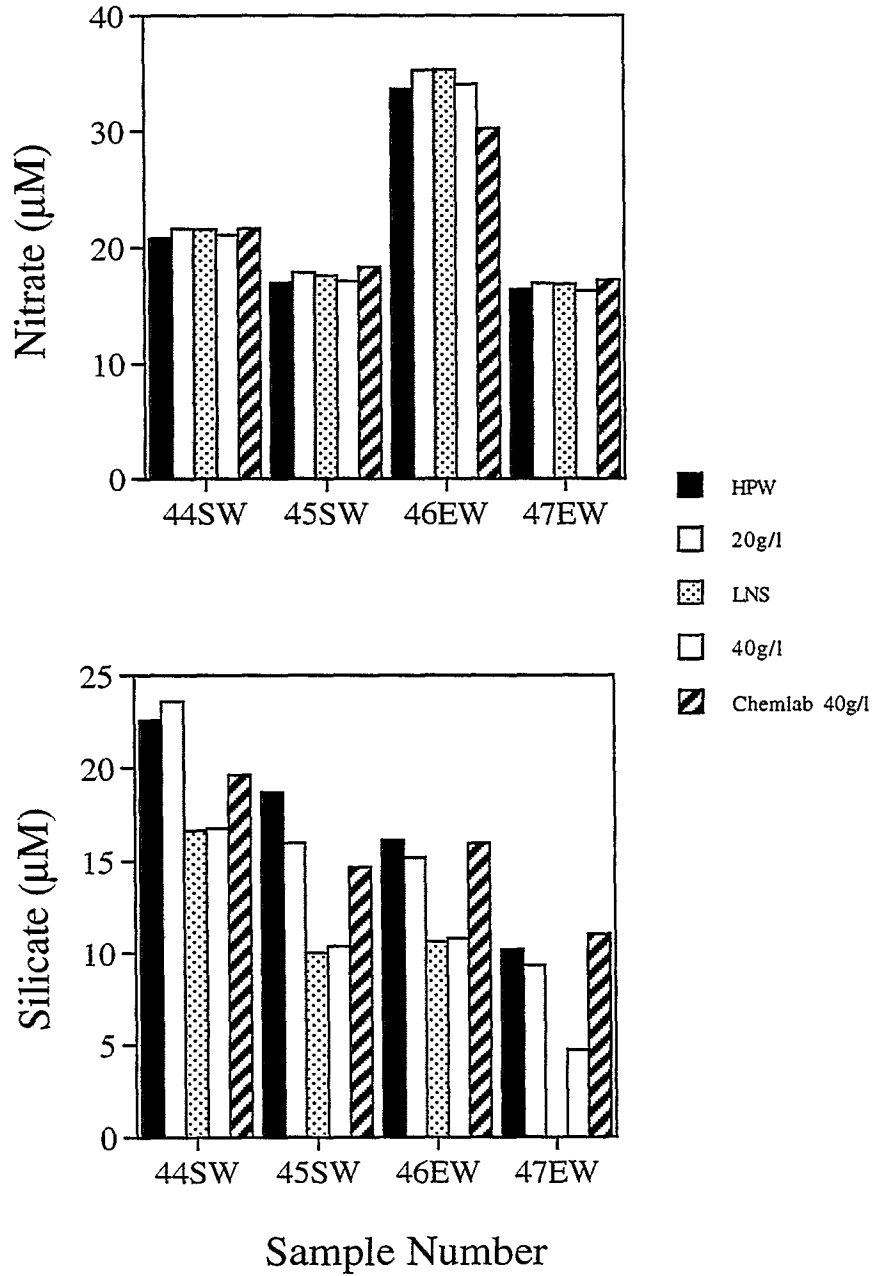 40
30
20
10
0
Nitrate (µM)
44SW 45SW 46EW 47EW
HPW
20g/l
LNS
40g/l
Chemlab 40g/l
25
20
15
10
5
0
Silicate (µM)
44SW 45SW 46EW 47EW
Sample Number